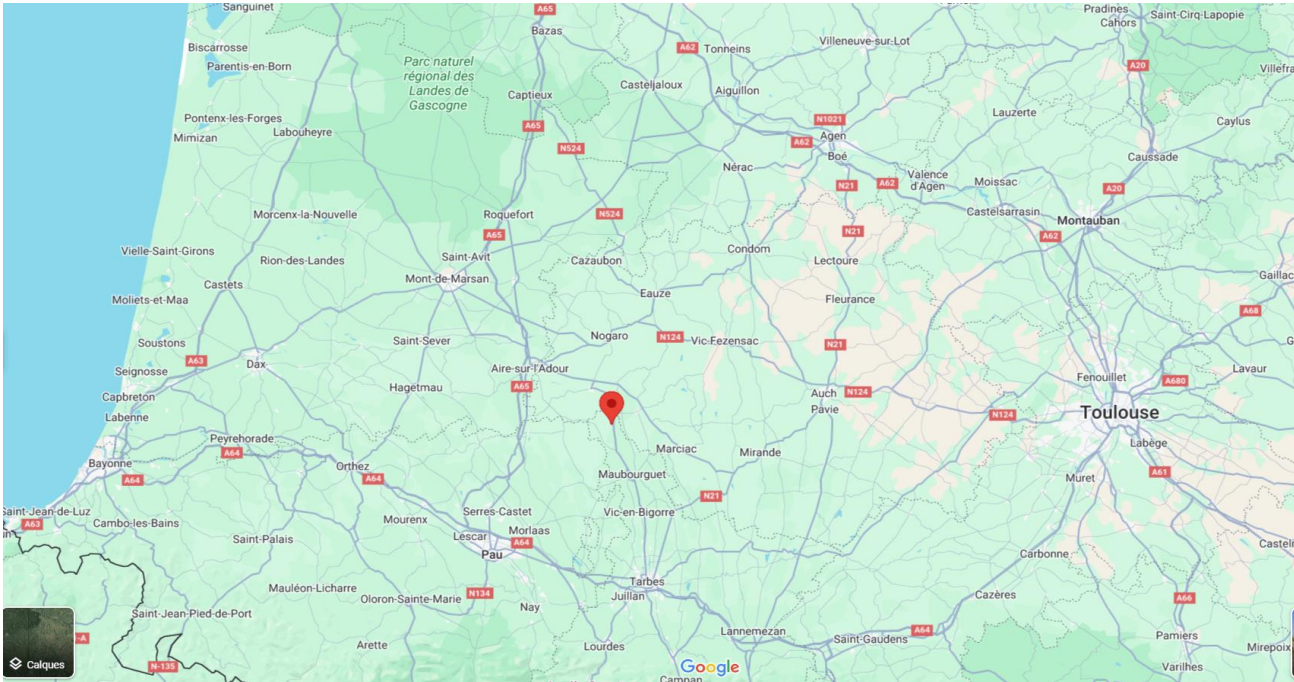 Sanguinet
A65
Bazas
Pradines
Cahors
Saint-Cirq-Lapopie
Biscarrosse
Parentis-en-Born
Parc naturel
régional des
Landes de
Gascogne
A62
Tonneins
Villeneuve-sur-Lot
A20
Villefra
Captieux
Casteljaloux
Aiguillon
Pontenx-les-Forges
Mimizan
Labouheyre
A65
N524
N1021
Agen
A62
Boé
Lauzerte
Caylus
Caussade
Nérac
N21
A62
Valence
d'Agen
Moissac
A20
Morcenx-la-Nouvelle
Roquefort
N524
Castelsarrasin
Montauban
A65
N21
A62
Vielle-Saint-Girons
Rion-des-Landes
Saint-Avit
Cazaubon
Condom
Lectoure
Castets
Mont-de-Marsan
Gaillac
Moliets-et-Maa
Eauze
Fleurance
A68
Soustons
Saint-Sever
Nogaro
N124
Vic-Fezensac
N21
A63
Dax
Seignosse
Aire-sur-l'Adour
Lavaur
Capbreton
Hagetmau
A65
Fenouillet
A680
Labenne
Auch
Pavie
N124
N124
Toulouse
Peyrehorade
A64
Marciac
Mirande
Labège
Bayonne
A64
Orthez
A64
Maubourguet
Muret
A61
N21
Saint-Jean-de-Luz
A63
Cambo-les-Bains
Mourenx
Serres-Castet
Vic-en-Bigorre
Morlaas
Saint-Palais
Lescar
A64
Pau
Carbonne
Casteln
Mauléon-Licharre
Oloron-Sainte-Marie
N134
Nay
Tarbes
Juillan
Cazères
A66
Saint-Jean-Pied-de-Port
Arette
Lourdes
Lannemezan
Saint-Gaudens
A64
Pamiers
Mirepoix
Calques
N-135
Google
Campan
Varilhes